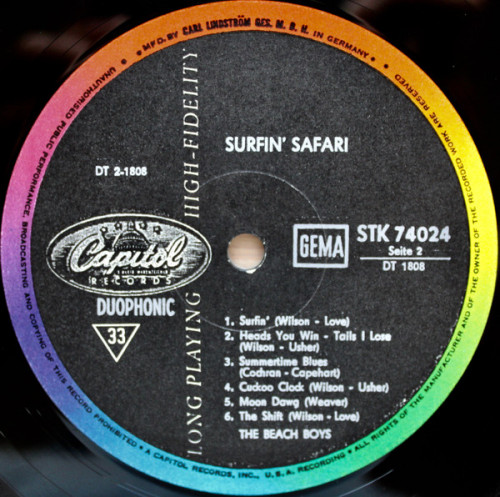 MFD. BY CARL LINDSTRÖM GES. M. B. H. IN GERMANY
UNAUTHORISED PUBLIC PERFORMANCE, BROADCASTING AND COPYING OF THIS RECORD PROHIBITED • A CAPITOL RECORDS, INC., U.S.A. RECORDING • ALL RIGHTS OF THE MANUFACTURER AND OF THE OWNER OF THE RECORDED WORK ARE RESERVED
LONG PLAYING HIGH-FIDELITY
SURFIN' SAFARI
DT 2-1808
Capitol
RECORDS
DUOPHONIC
33
GEMA
STK 74024
Seite 2
DT 1808
1. Surfin' (Wilson - Love)
2. Heads You Win - Tails I Lose
(Wilson - Usher)
3. Summertime Blues
(Cochran - Capehart)
4. Cuckoo Clock (Wilson - Usher)
5. Moon Dawg (Weaver)
6. The Shift (Wilson - Love)
THE BEACH BOYS